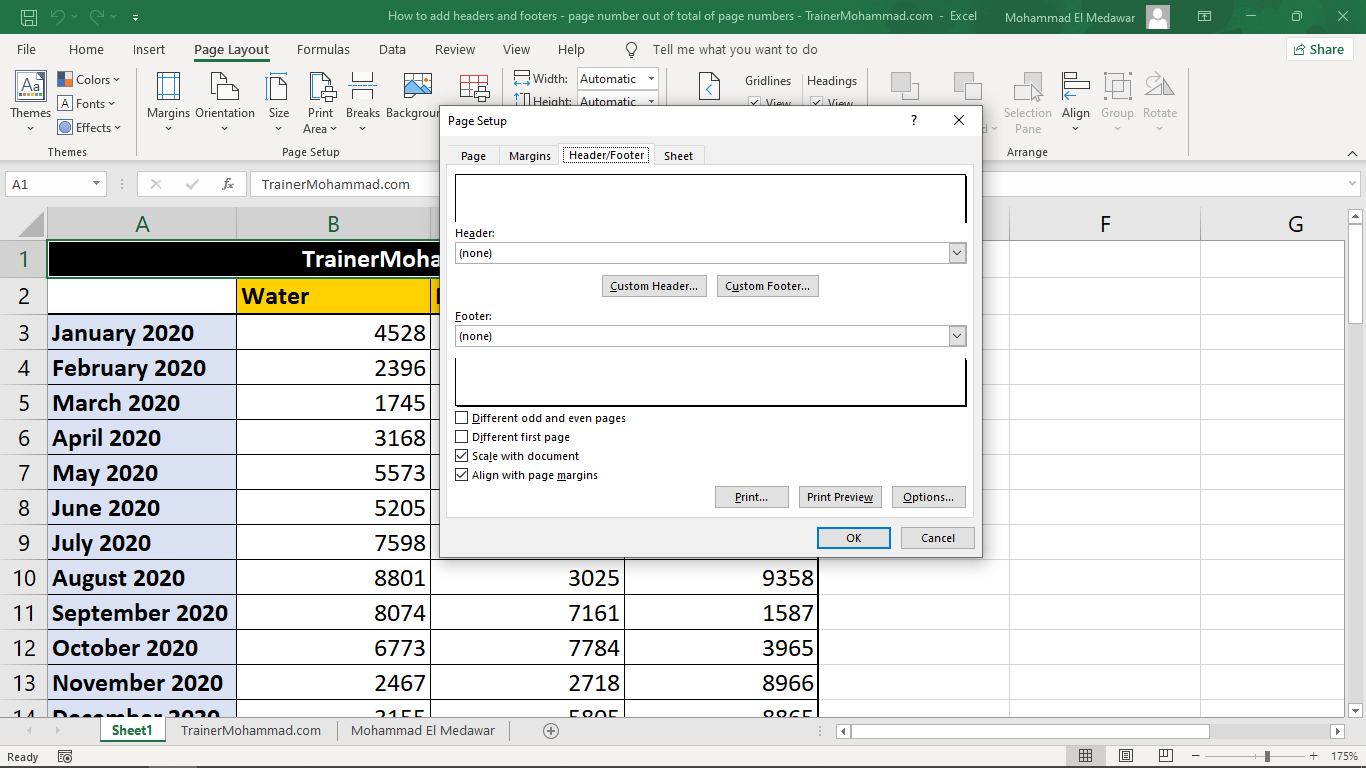 How to add headers and footers - page number out of total of page numbers - TrainerMohammad.com - Excel
Mohammad El Medawar
File Home Insert Page Layout Formulas Data Review View Help Tell me what you want to do Share
Themes
Colors
Fonts
Effects
Themes
Margins
Orientation
Size
Print Area
Breaks
Backgroun
Page Setup
Width: Automatic
Height: Automatic
Gridlines
View
Headings
View
Selection Pane
Align
Group
Rotate
Arrange
A1 fx TrainerMohammad.com
A B F G
1 TrainerMoha
2 Water
3 January 2020 4528
4 February 2020 2396
5 March 2020 1745
6 April 2020 3168
7 May 2020 5573
8 June 2020 5205
9 July 2020 7598
10 August 2020 8801 3025 9358
11 September 2020 8074 7161 1587
12 October 2020 6773 7784 3965
13 November 2020 2467 2718 8966
14 December 2020 3155 5805 8865
Page Setup ?
Page Margins Header/Footer Sheet
Header:
(none)
Custom Header... Custom Footer...
Footer:
(none)
Different odd and even pages
Different first page
Scale with document
Align with page margins
Print... Print Preview Options...
OK Cancel
Sheet1 TrainerMohammad.com Mohammad El Medawar
Ready 175%